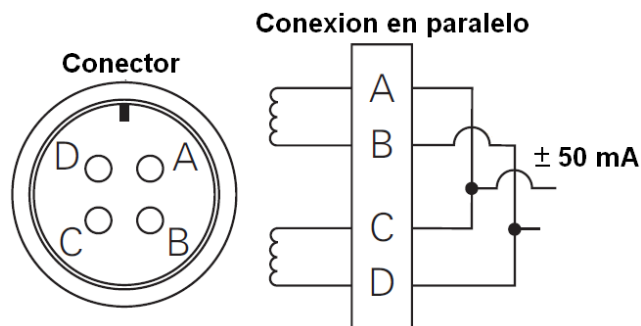 Conexion en paralelo
Conector
D A
C B
A
B
C
D
± 50 mA